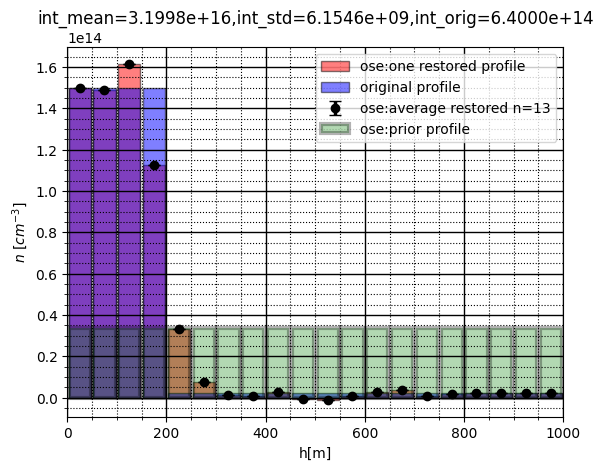 int_mean=3.1998e+16,int_std=6.1546e+09,int_orig=6.4000e+14
1e14
ose:one restored profile
original profile
ose:average restored n=13
ose:prior profile
1.6
1.4
1.2
1.0
0.8
0.6
0.4
0.2
0.0
n [cm⁻³]
0 200 400 600 800 1000
h[m]